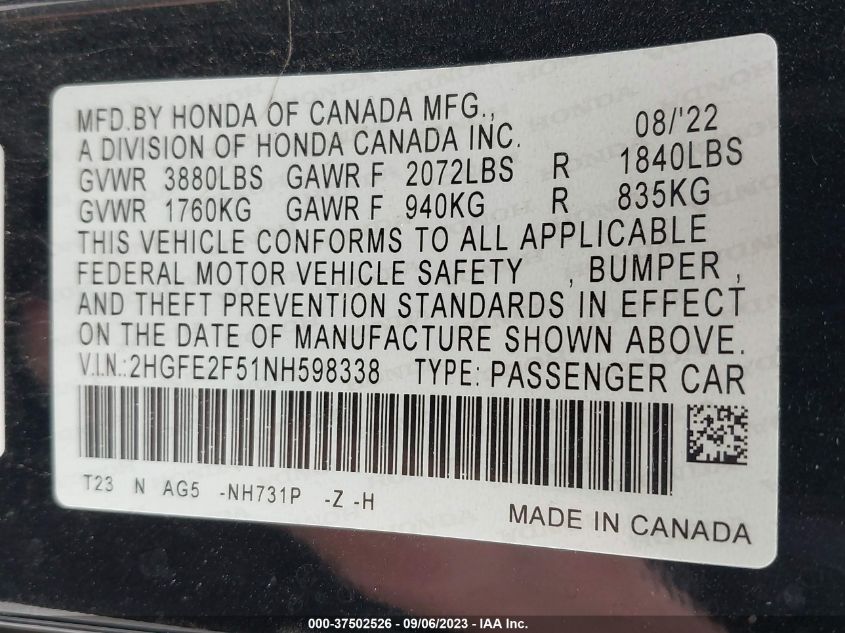 MFD.BY HONDA OF CANADA MFG.,
A DIVISION OF HONDA CANADA INC. 08/'22
GVWR 3880LBS GAWR F 2072LBS R 1840LBS
GVWR 1760KG GAWR F 940KG R 835KG
THIS VEHICLE CONFORMS TO ALL APPLICABLE
FEDERAL MOTOR VEHICLE SAFETY , BUMPER ,
AND THEFT PREVENTION STANDARDS IN EFFECT
ON THE DATE OF MANUFACTURE SHOWN ABOVE.
V.I.N.:2HGFE2F51NH598338 TYPE: PASSENGER CAR
T23 N AG5 -NH731P -Z -H
MADE IN CANADA
000-37502526 - 09/06/2023 - IAA Inc.